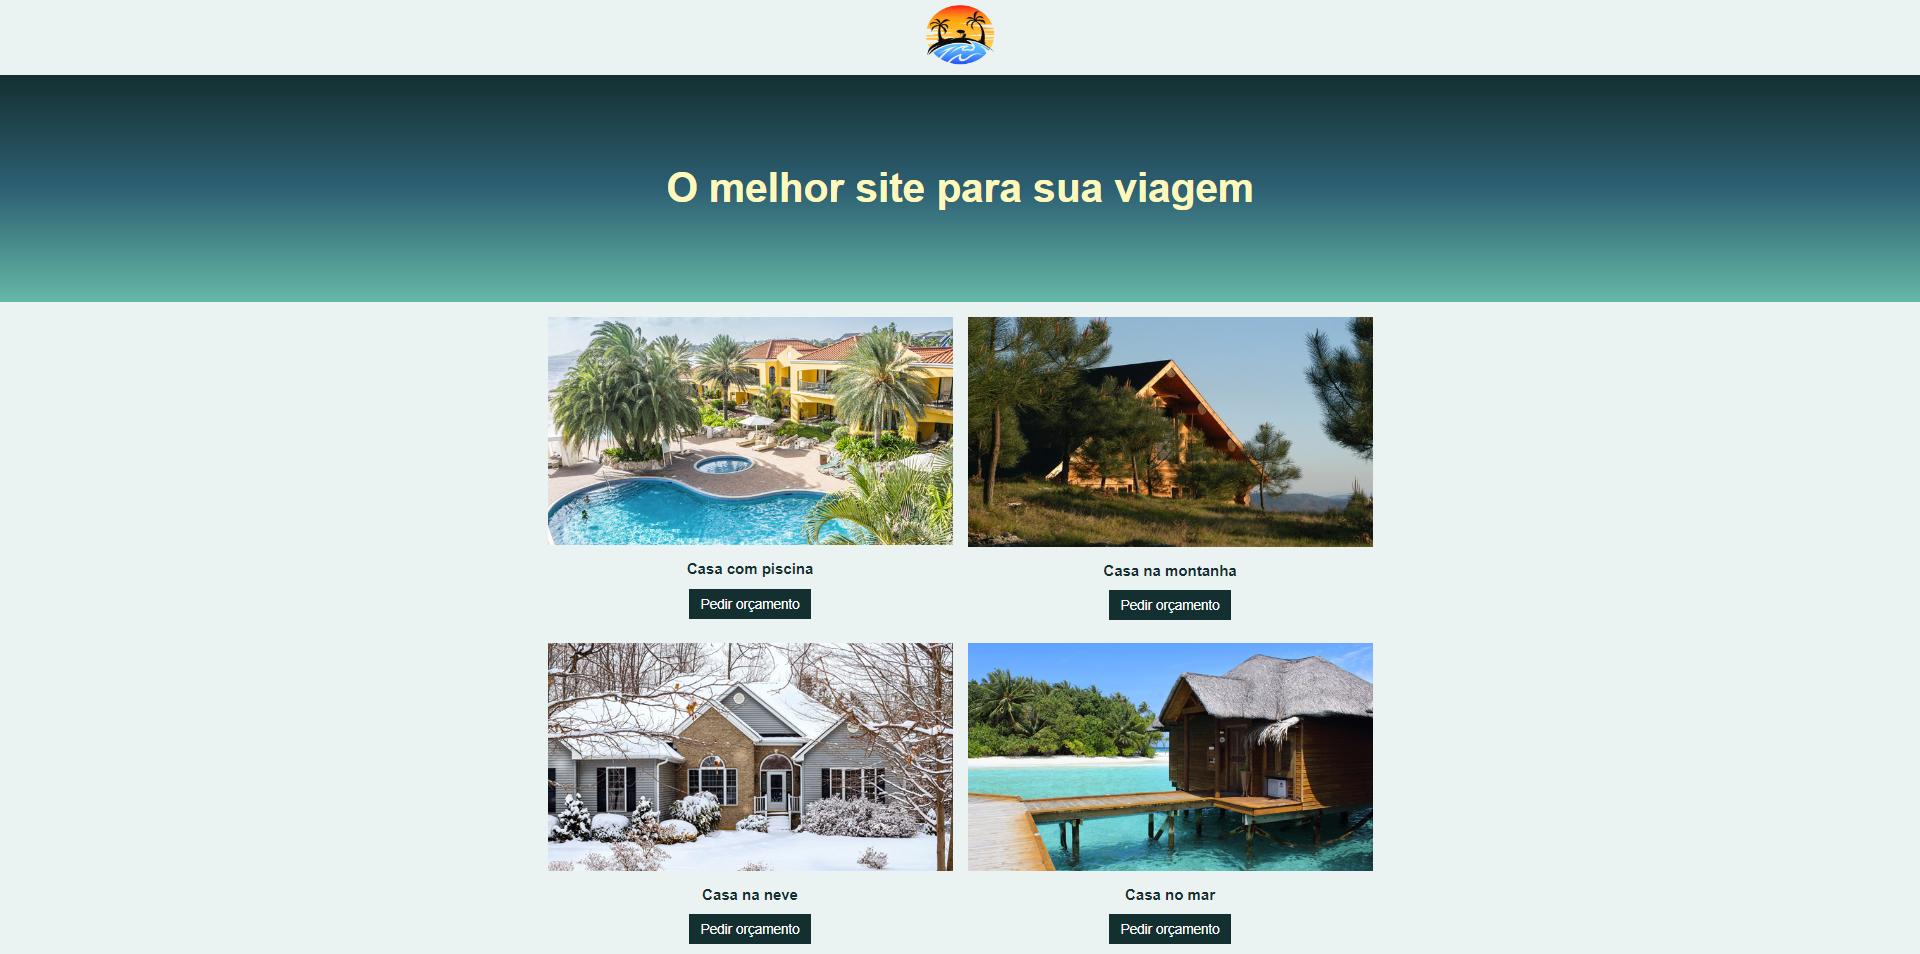 O melhor site para sua viagem
Casa com piscina
Casa na montanha
Pedir orçamento
Pedir orçamento
Casa na neve
Casa no mar
Pedir orçamento
Pedir orçamento